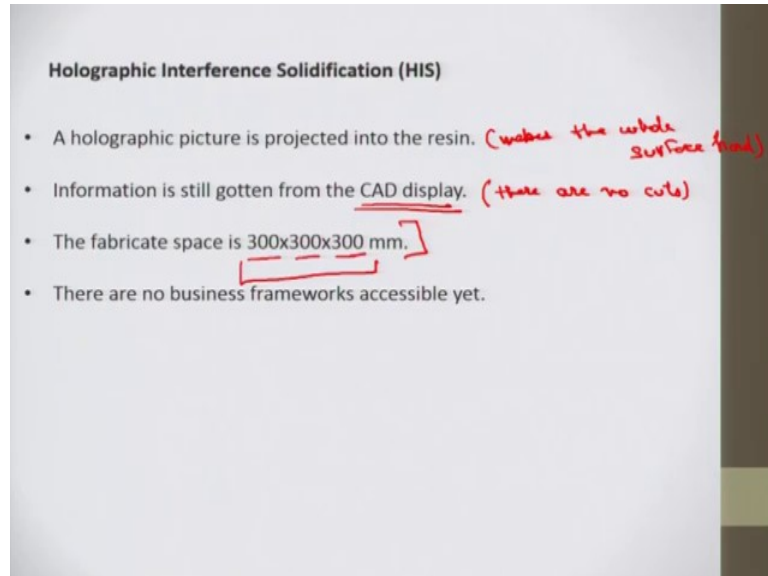 Holographic Interference Solidification (HIS)
• A holographic picture is projected into the resin. (makes the whole
surface hard)
• Information is still gotten from the CAD display. (there are no cuts)
• The fabricate space is 300x300x300 mm.
• There are no business frameworks accessible yet.